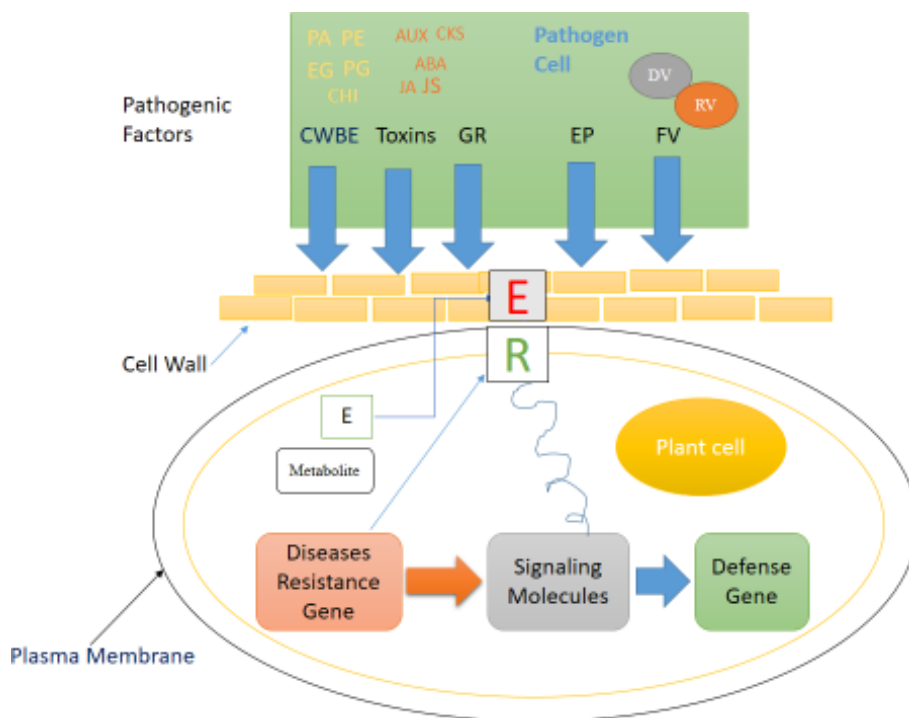 PA PE
AUX CKS
Pathogen
Cell
EG PG
ABA
CHI
JA JS
DV
RV
Pathogenic
Factors
CWBE Toxins GR EP FV
E
R
Cell Wall
E
Metabolite
Plant cell
Diseases
Resistance
Gene
Signaling
Molecules
Defense
Gene
Plasma Membrane